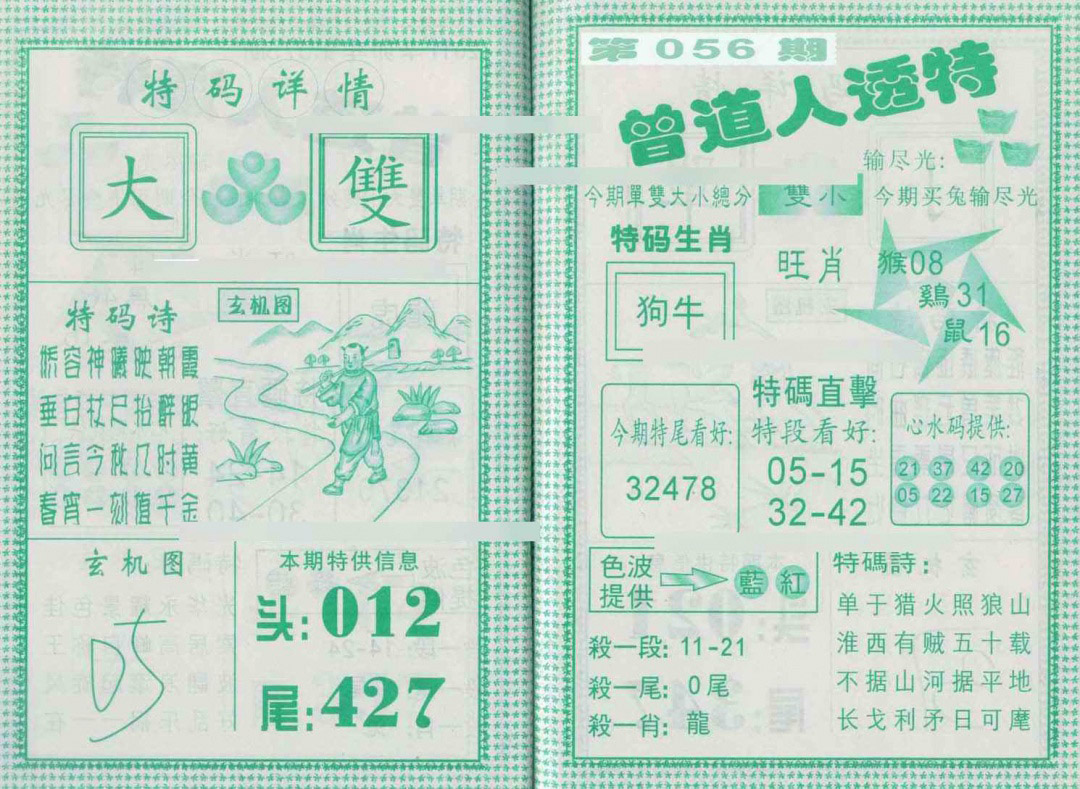 特码详情
大
雙
特码诗
恹容神曦映朝霞
垂白杖尺抬醉眼
问言今秋几时黄
春宵一刻值千金
玄机图
玄机图
本期特供信息
头:012
尾:427
第056期
曾道人透特
输尽光:
今期單雙大小總分
雙小
今期买兔输尽光
特码生肖
狗牛
旺肖
猴08
鷄31
鼠16
今期特尾看好:
32478
特碼直擊
特段看好:
05-15
32-42
心水码提供:
21 37 42 20
05 22 15 27
色波
提供
藍 紅
殺一段: 11-21
殺一尾: 0尾
殺一肖: 龍
特碼詩:
单于猎火照狼山
淮西有贼五十载
不据山河据平地
长戈利矛日可麾